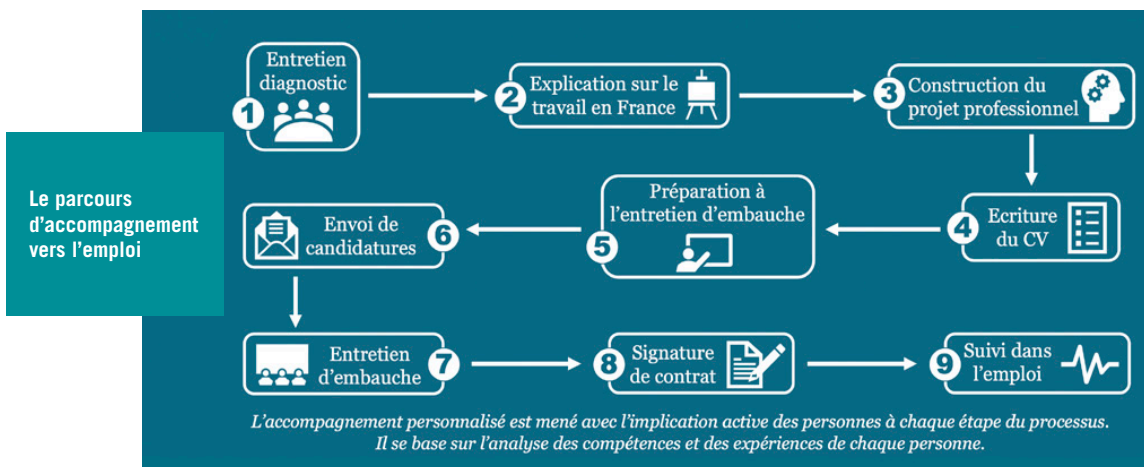 Le parcours
d'accompagnement
vers l'emploi
1
Entretien
diagnostic
2
Explication sur le
travail en France
3
Construction du
projet professionnel
4
Ecriture
du CV
5
Préparation à
l'entretien d'embauche
6
Envoi de
candidatures
7
Entretien
d'embauche
8
Signature
de contrat
9
Suivi dans
l'emploi
L'accompagnement personnalisé est mené avec l'implication active des personnes à chaque étape du processus.
Il se base sur l'analyse des compétences et des expériences de chaque personne.